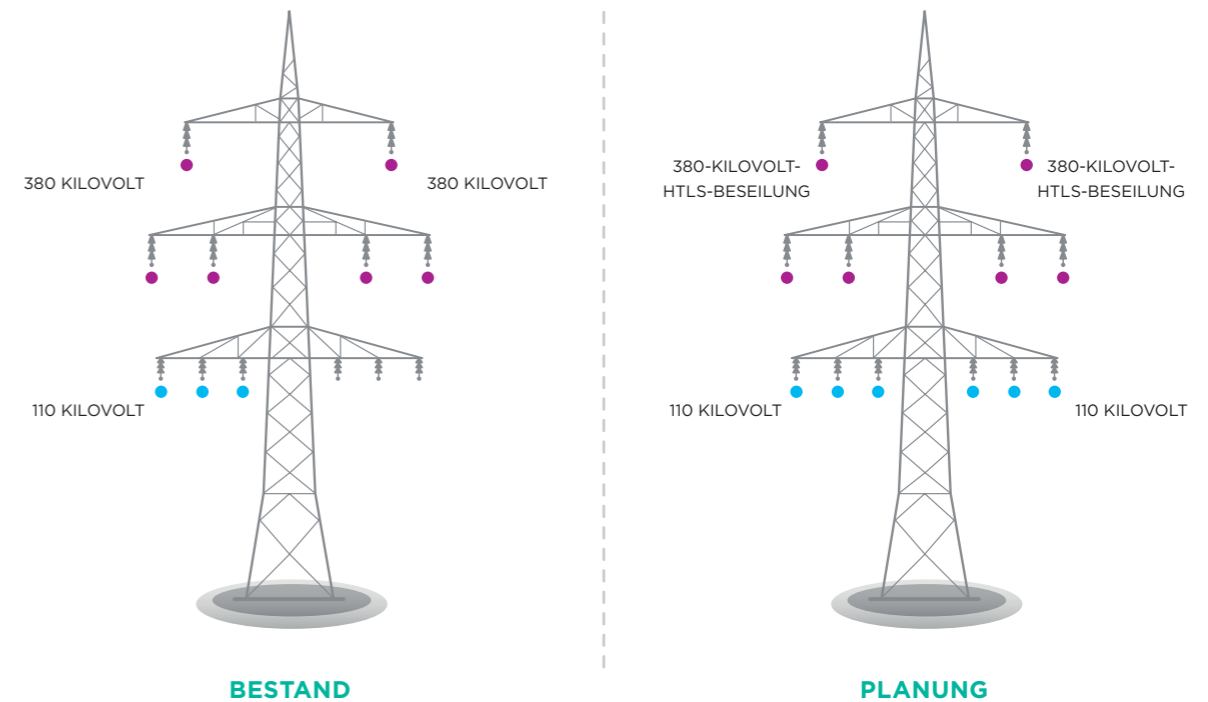 380 KILOVOLT
380 KILOVOLT
110 KILOVOLT
BESTAND
380-KILOVOLT-
HTLS-BESEILUNG
380-KILOVOLT-
HTLS-BESEILUNG
110 KILOVOLT
110 KILOVOLT
PLANUNG